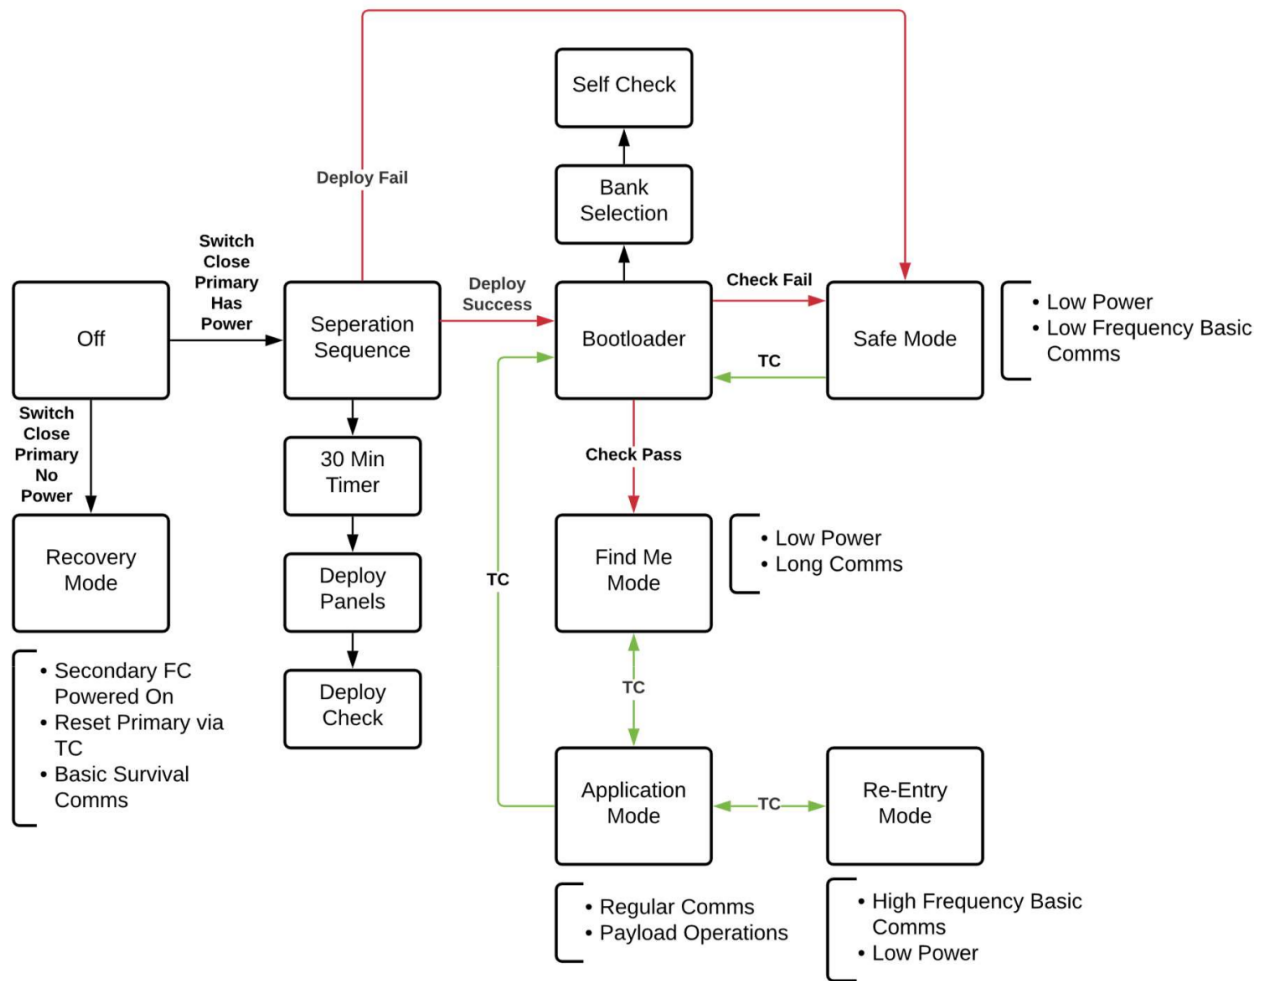 Self Check
Deploy Fail
Bank
Selection
Switch
Close
Primary
Has
Power
Deploy
Success
Check Fail
Off
Seperation
Sequence
Bootloader
Safe Mode
• Low Power
• Low Frequency Basic
Comms
TC
Switch
Close
Primary
No
Power
30 Min
Timer
Check Pass
Recovery
Mode
Deploy
Panels
TC
Find Me
Mode
• Low Power
• Long Comms
• Secondary FC
Powered On
• Reset Primary via
TC
• Basic Survival
Comms
Deploy
Check
TC
Application
Mode
TC
Re-Entry
Mode
• Regular Comms
• Payload Operations
• High Frequency Basic
Comms
• Low Power